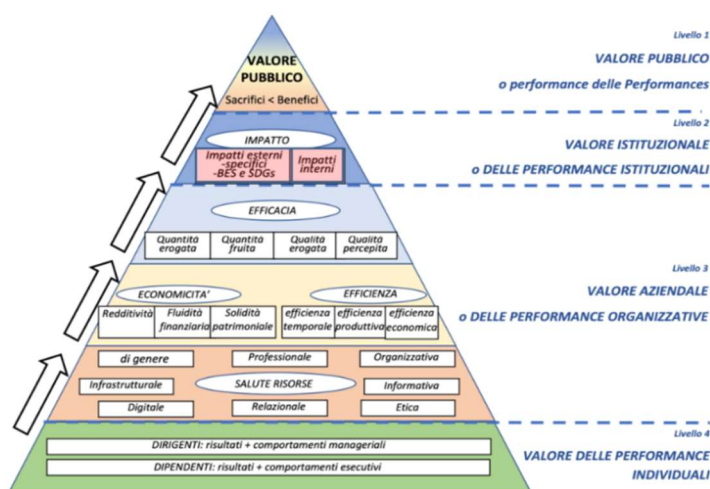 Livello 1
VALORE
PUBBLICO
VALORE PUBBLICO
o performance delle Performances
Sacrifici < Benefici
Livello 2
IMPATTO
VALORE ISTITUZIONALE
Impatti esterni
-specifici
-BES e SDGs
Impatti
interni
o DELLE PERFORMANCE ISTITUZIONALI
EFFICACIA
Quantità
erogata
Quantità
fruita
Qualità
erogata
Qualità
percepita
Livello 3
ECONOMICITA'
EFFICIENZA
VALORE AZIENDALE
Redditività
Fluidità
finanziaria
Solidità
patrimoniale
efficienza
temporale
efficienza
produttiva
efficienza
economica
o DELLE PERFORMANCE ORGANIZZATIVE
di genere
Professionale
Organizzativa
Infrastrutturale
SALUTE RISORSE
Informativa
Digitale
Relazionale
Etica
Livello 4
DIRIGENTI: risultati + comportamenti manageriali
VALORE DELLE PERFORMANCE
INDIVIDUALI
DIPENDENTI: risultati + comportamenti esecutivi